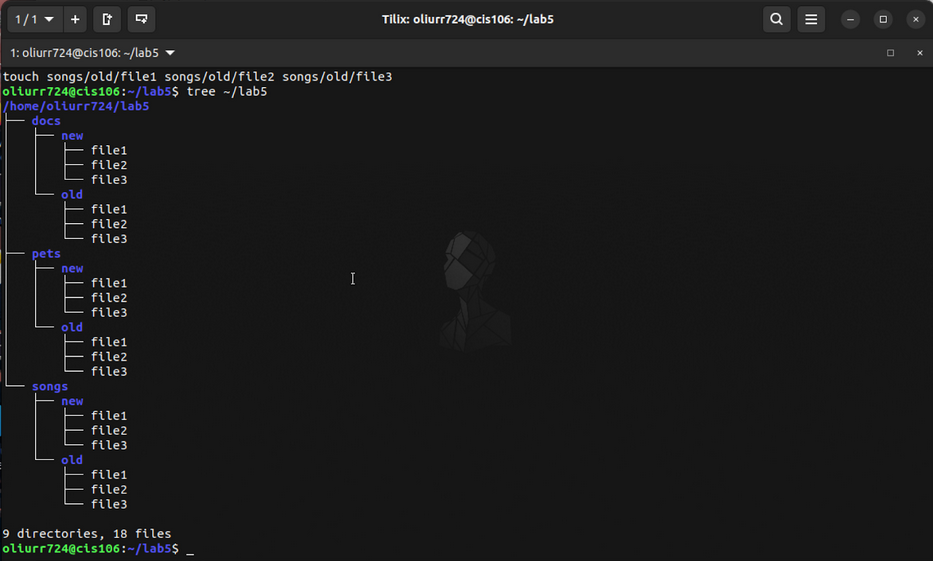 1 / 1
Tilix: oliurr724@cis106: ~/lab5
1: oliurr724@cis106: ~/lab5
touch songs/old/file1 songs/old/file2 songs/old/file3
oliurr724@cis106:~/lab5$ tree ~/lab5
/home/oliurr724/lab5
├── docs
│   ├── new
│   │   ├── file1
│   │   ├── file2
│   │   └── file3
│   └── old
│       ├── file1
│       ├── file2
│       └── file3
├── pets
│   ├── new
│   │   ├── file1
│   │   ├── file2
│   │   └── file3
│   └── old
│       ├── file1
│       ├── file2
│       └── file3
└── songs
    ├── new
    │   ├── file1
    │   ├── file2
    │   └── file3
    └── old
        ├── file1
        ├── file2
        └── file3
9 directories, 18 files
oliurr724@cis106:~/lab5$ _